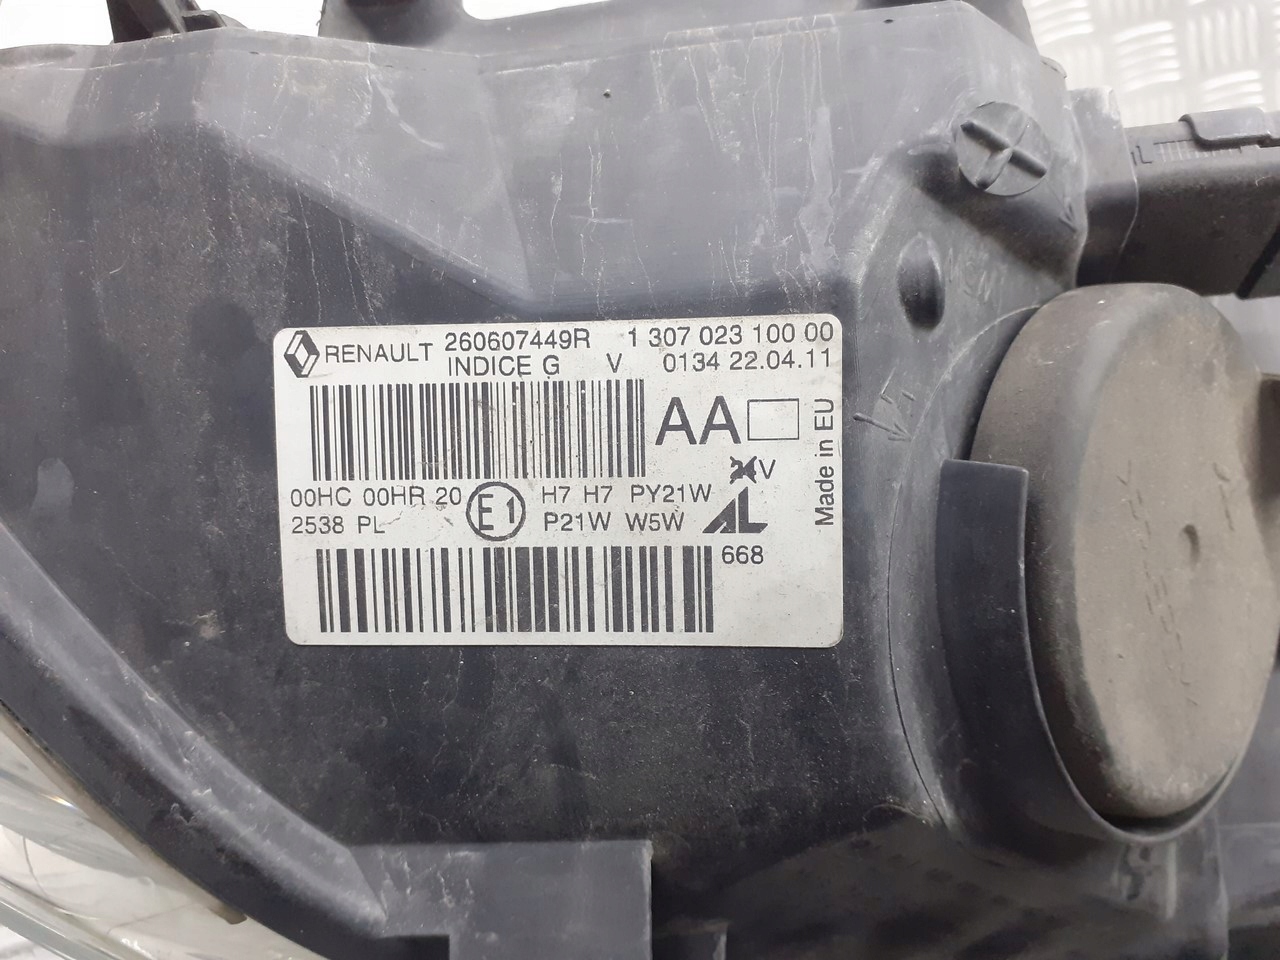 RENAULT 260607449R 1 307 023 100 00
INDICE G V 0134 22.04.11
AA
Made in EU
24V
00HC 00HR 20 E1 H7 H7 PY21W
2538 PL P21W W5W AL
668